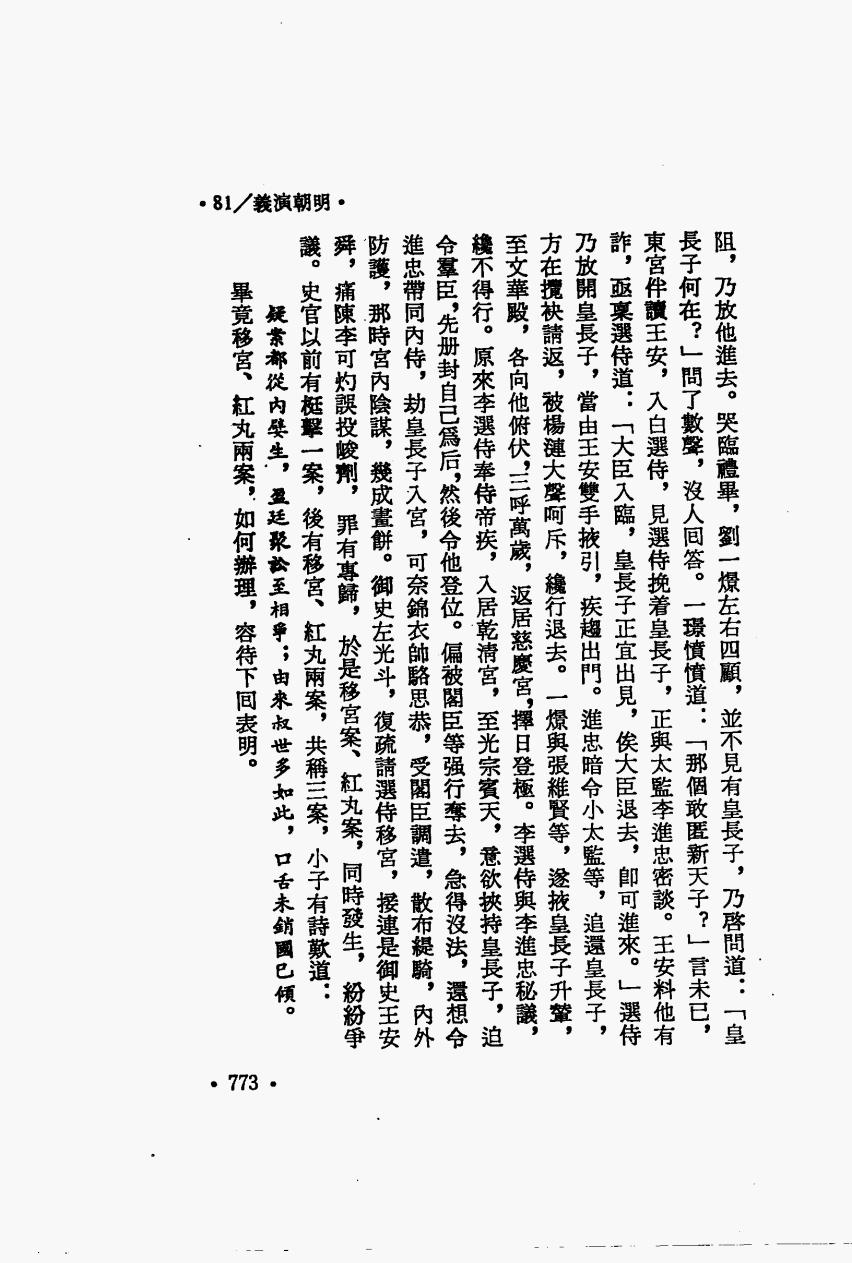 •明朝演義/81•
阻，乃放他進去。哭臨禮畢，劉一燝左右四顧，並不見有皇長子，乃啓問道：「皇
長子何在？」問了數聲，沒人回答。一璟憤憤道：「那個敢匿新天子？」言未已，
東宮伴讀王安，入白選侍，見選侍挽着皇長子，正與太監李進忠密談。王安料他有
詐，亟稟選侍道：「大臣入臨，皇長子正宜出見，俟大臣退去，卽可進來。」選侍
乃放開皇長子，當由王安雙手掖引，疾趨出門。進忠暗令小太監等，追還皇長子，
方在攬袂請返，被楊漣大聲呵斥，纔行退去。一燝與張維賢等，遂掖皇長子升輦，
至文華殿，各向他俯伏，三呼萬歲，返居慈慶宮，擇日登極。李選侍與李進忠秘議，
纔不得行。原來李選侍奉侍帝疾，入居乾清宮，至光宗賓天，意欲挾持皇長子，迫
令羣臣，先册封自己爲后，然後令他登位。偏被閣臣等强行奪去，急得沒法，還想令
進忠帶同內侍，劫皇長子入宮，可奈錦衣帥駱思恭，受閣臣調遣，散布緹騎，內外
防護，那時宮內陰謀，幾成畫餅。御史左光斗，復疏請選侍移宮，接連是御史王安
舜，痛陳李可灼誤投峻劑，罪有專歸，於是移宮案、紅丸案，同時發生，紛紛爭
議。史官以前有梃擊一案，後有移宮、紅丸兩案，共稱三案，小子有詩歎道：
疑案都從內嬖生，盈廷聚訟至相爭；由來叔世多如此，口舌未銷國已傾。
畢竟移宮、紅丸兩案，如何辦理，容待下回表明。
•773•